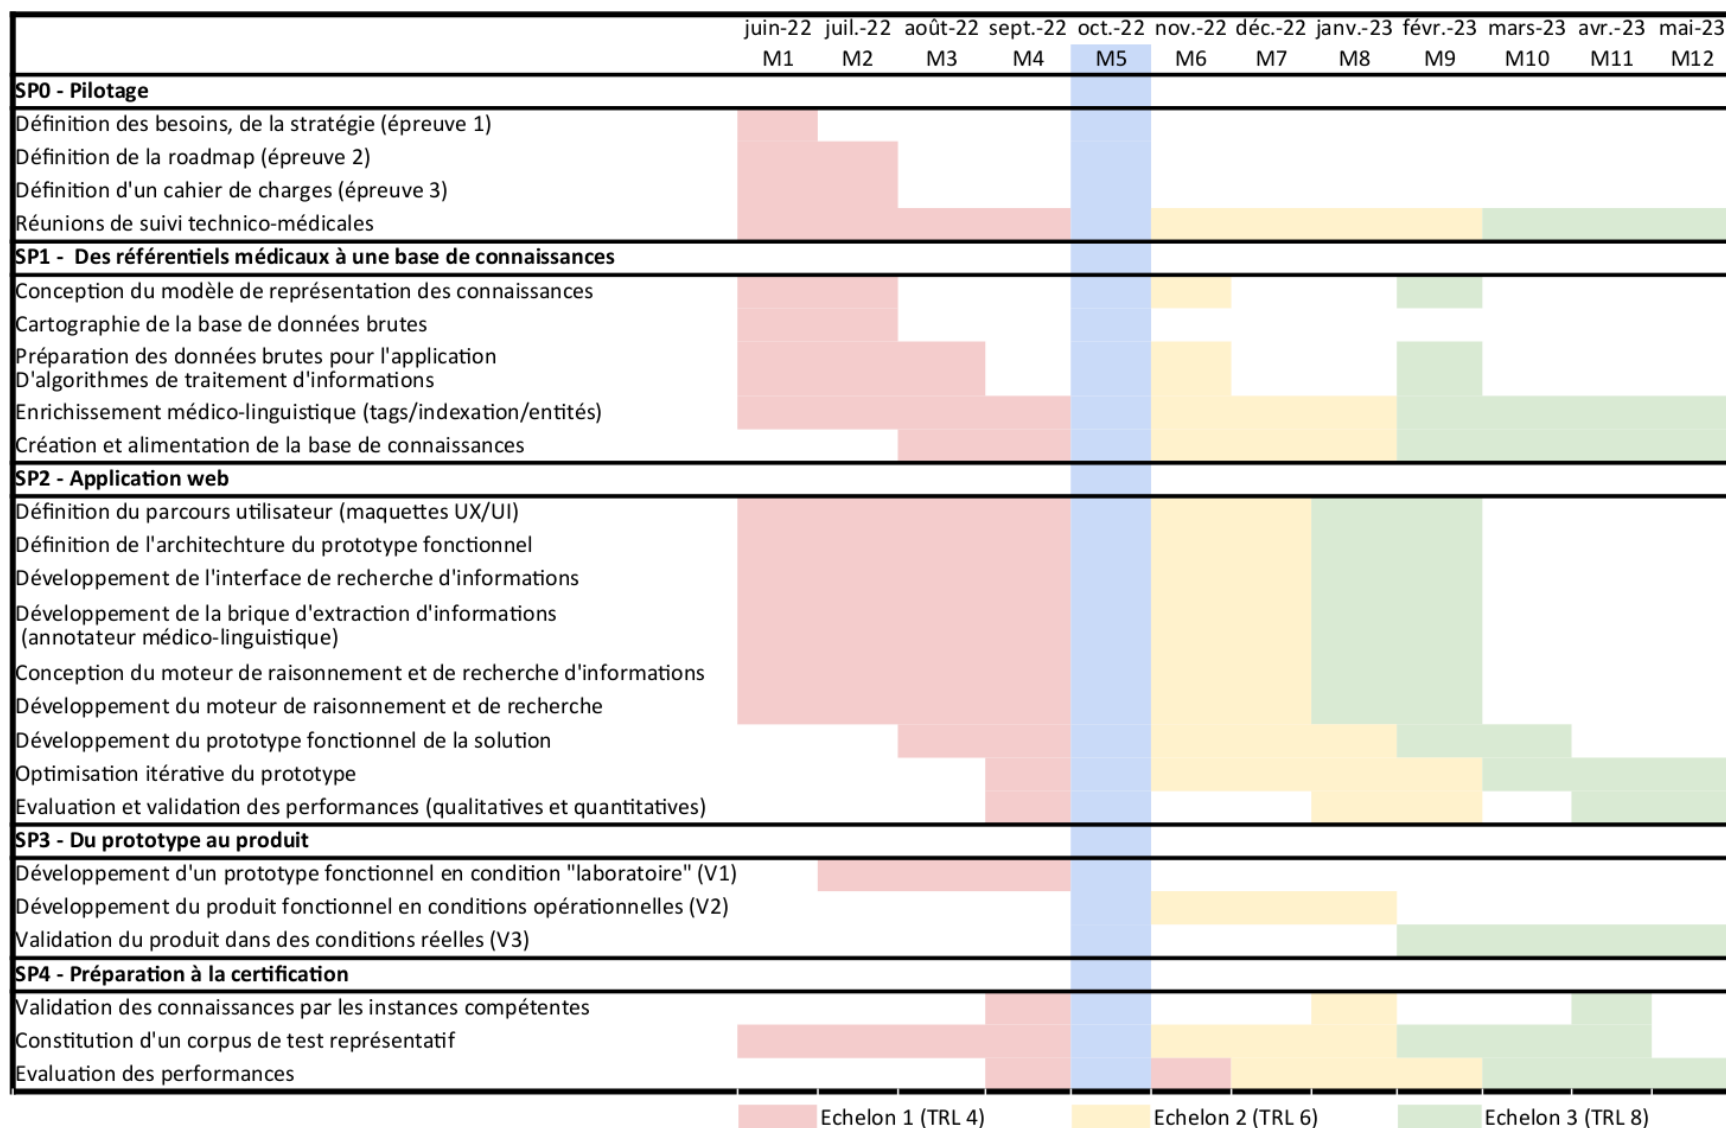 juin-22 juil.-22 août-22 sept.-22 oct.-22 nov.-22 déc.-22 janv.-23 févr.-23 mars-23 avr.-23 mai-23
M1 M2 M3 M4 M5 M6 M7 M8 M9 M10 M11 M12
SP0 - Pilotage
Définition des besoins, de la stratégie (épreuve 1)
Définition de la roadmap (épreuve 2)
Définition d'un cahier de charges (épreuve 3)
Réunions de suivi technico-médicales
SP1 - Des référentiels médicaux à une base de connaissances
Conception du modèle de représentation des connaissances
Cartographie de la base de données brutes
Préparation des données brutes pour l'application
D'algorithmes de traitement d'informations
Enrichissement médico-linguistique (tags/indexation/entités)
Création et alimentation de la base de connaissances
SP2 - Application web
Définition du parcours utilisateur (maquettes UX/UI)
Définition de l'architechture du prototype fonctionnel
Développement de l'interface de recherche d'informations
Développement de la brique d'extraction d'informations
(annotateur médico-linguistique)
Conception du moteur de raisonnement et de recherche d'informations
Développement du moteur de raisonnement et de recherche
Développement du prototype fonctionnel de la solution
Optimisation itérative du prototype
Evaluation et validation des performances (qualitatives et quantitatives)
SP3 - Du prototype au produit
Développement d'un prototype fonctionnel en condition "laboratoire" (V1)
Développement du produit fonctionnel en conditions opérationnelles (V2)
Validation du produit dans des conditions réelles (V3)
SP4 - Préparation à la certification
Validation des connaissances par les instances compétentes
Constitution d'un corpus de test représentatif
Evaluation des performances
Echelon 1 (TRL 4) Echelon 2 (TRL 6) Echelon 3 (TRL 8)